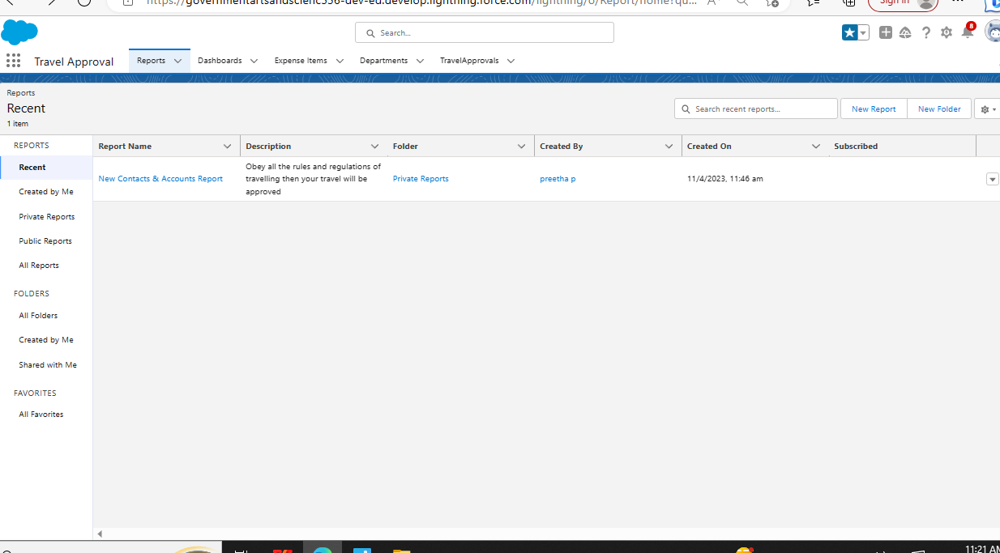 https://governmentartsandscienc556-dev-ed.develop.lightning.force.com/lightning/o/Report/home?qu...
Sign in
Search...
8
Travel Approval
Reports
Dashboards
Expense Items
Departments
TravelApprovals
Reports
Recent
1 item
Search recent reports...
New Report
New Folder
REPORTS
Recent
Created by Me
Private Reports
Public Reports
All Reports
FOLDERS
All Folders
Created by Me
Shared with Me
FAVORITES
All Favorites
Report Name
Description
Folder
Created By
Created On
Subscribed
New Contacts & Accounts Report
Obey all the rules and regulations of
travelling then your travel will be
approved
Private Reports
preetha p
11/4/2023, 11:46 am
11:21 AM